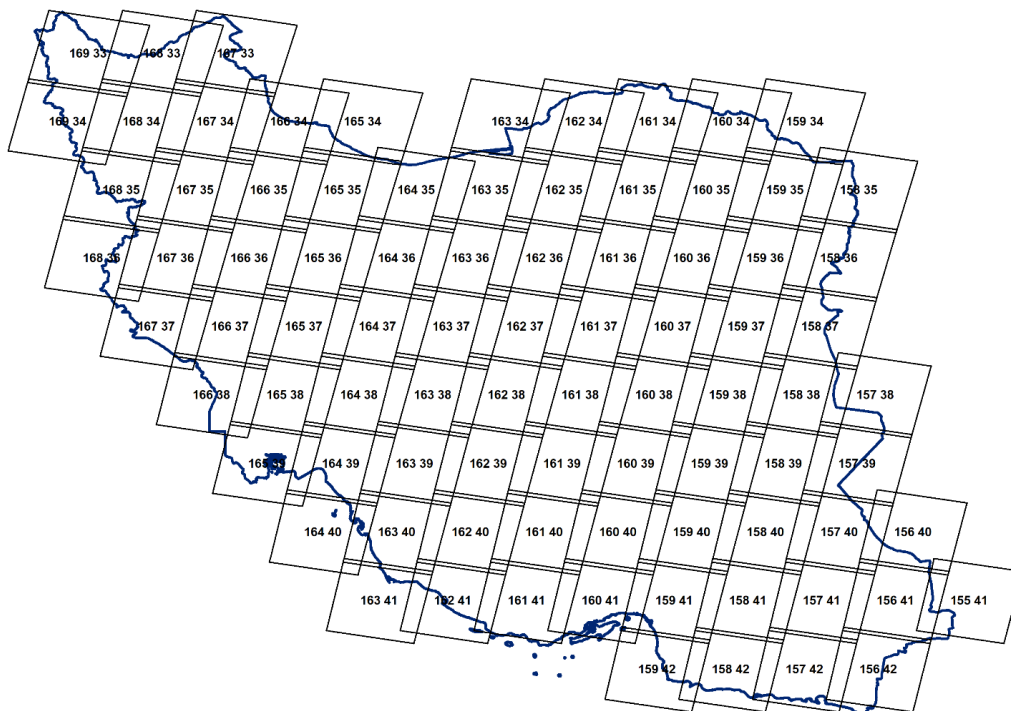 169 33 168 33 167 33
169 34 168 34 167 34 166 34 165 34 163 34 162 34 161 34 160 34 159 34
168 35 167 35 166 35 165 35 164 35 163 35 162 35 161 35 160 35 159 35 158 35
168 36 167 36 166 36 165 36 164 36 163 36 162 36 161 36 160 36 159 36 158 36
167 37 166 37 165 37 164 37 163 37 162 37 161 37 160 37 159 37 158 37
166 38 165 38 164 38 163 38 162 38 161 38 160 38 159 38 158 38 157 38
165 39 164 39 163 39 162 39 161 39 160 39 159 39 158 39 157 39
164 40 163 40 162 40 161 40 160 40 159 40 158 40 157 40 156 40
163 41 162 41 161 41 160 41 159 41 158 41 157 41 156 41 155 41
159 42 158 42 157 42 156 42